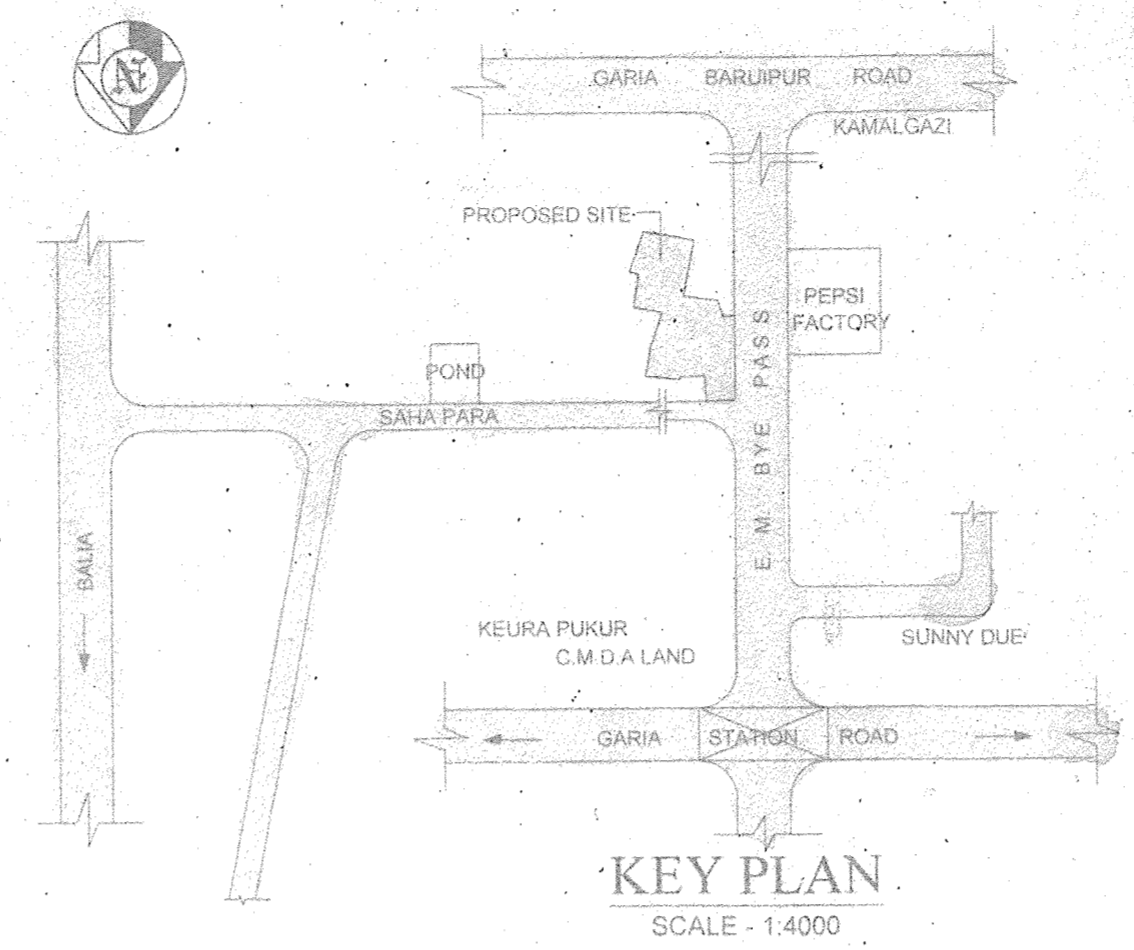 N
GARIA BARUIPUR ROAD
KAMALGAZI
PROPOSED SITE
PEPSI
FACTORY
POND
SAHA PARA
E. M BYE PASS
BALIA
KEURA PUKUR
C.M.D.A LAND
SUNNY DUE
GARIA STATION ROAD
KEY PLAN
SCALE - 1:4000